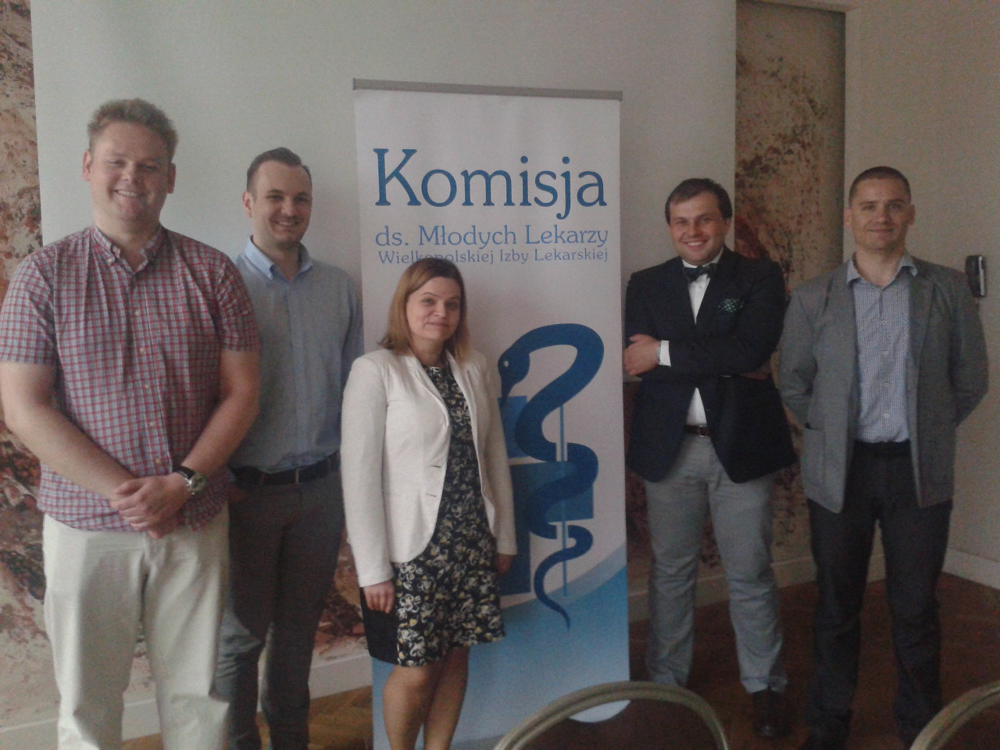 Komisja
ds. Młodych Lekarzy
Wielkopolskiej Izby Lekarskiej